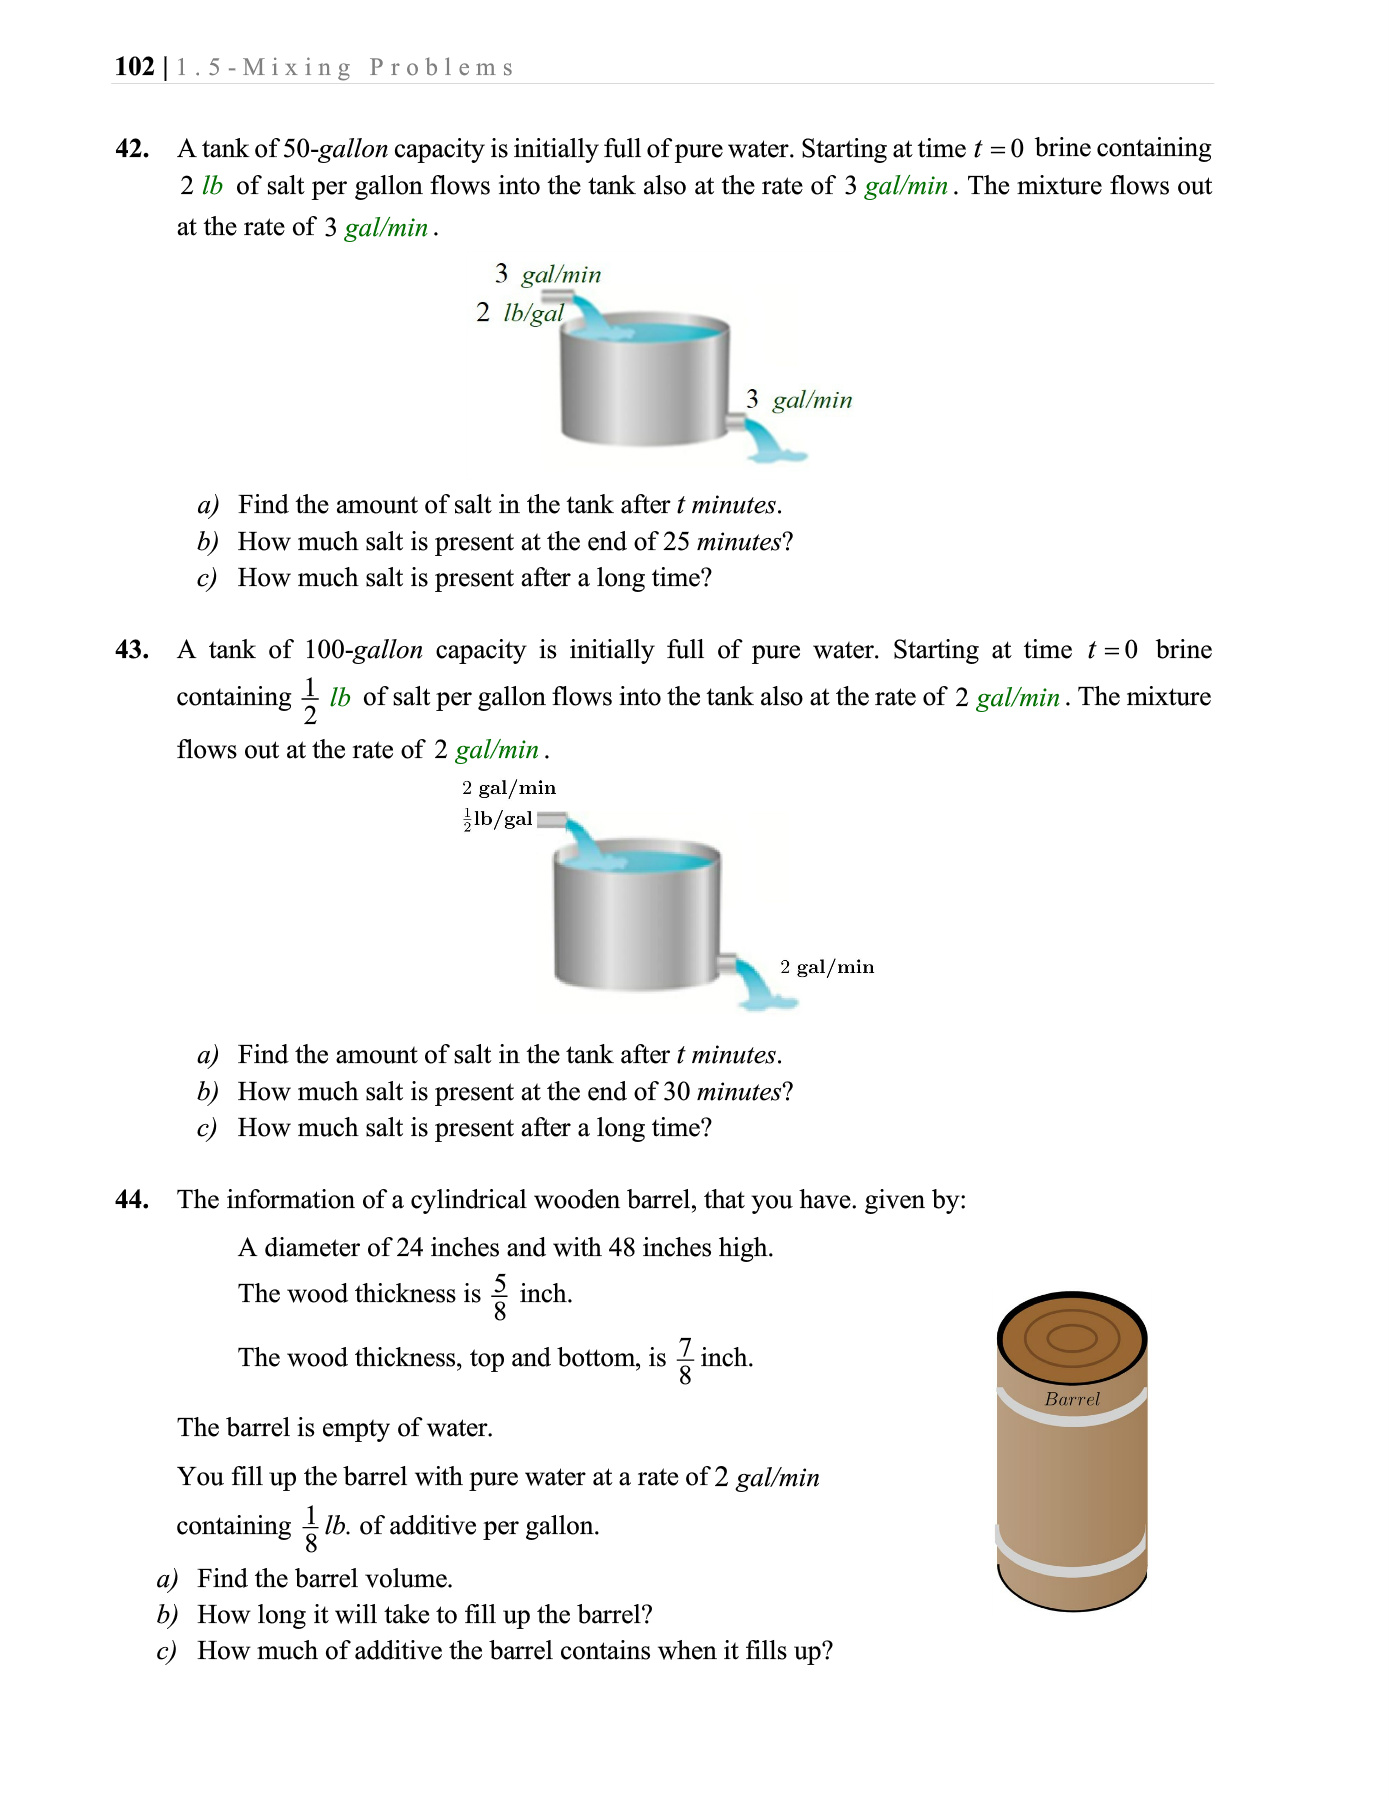 102 | 1.5-Mixing Problems
42. A tank of 50-gallon capacity is initially full of pure water. Starting at time t = 0 brine containing
2 lb of salt per gallon flows into the tank also at the rate of 3 gal/min. The mixture flows out
at the rate of 3 gal/min.
3 gal/min
2 lb/gal
3 gal/min
a) Find the amount of salt in the tank after t minutes.
b) How much salt is present at the end of 25 minutes?
c) How much salt is present after a long time?
43. A tank of 100-gallon capacity is initially full of pure water. Starting at time t = 0 brine
containing 1/2 lb of salt per gallon flows into the tank also at the rate of 2 gal/min. The mixture
flows out at the rate of 2 gal/min.
2 gal/min
1/2 lb/gal
2 gal/min
a) Find the amount of salt in the tank after t minutes.
b) How much salt is present at the end of 30 minutes?
c) How much salt is present after a long time?
44. The information of a cylindrical wooden barrel, that you have. given by:
A diameter of 24 inches and with 48 inches high.
The wood thickness is 5/8 inch.
The wood thickness, top and bottom, is 7/8 inch.
Barrel
The barrel is empty of water.
You fill up the barrel with pure water at a rate of 2 gal/min
containing 1/8 lb. of additive per gallon.
a) Find the barrel volume.
b) How long it will take to fill up the barrel?
c) How much of additive the barrel contains when it fills up?